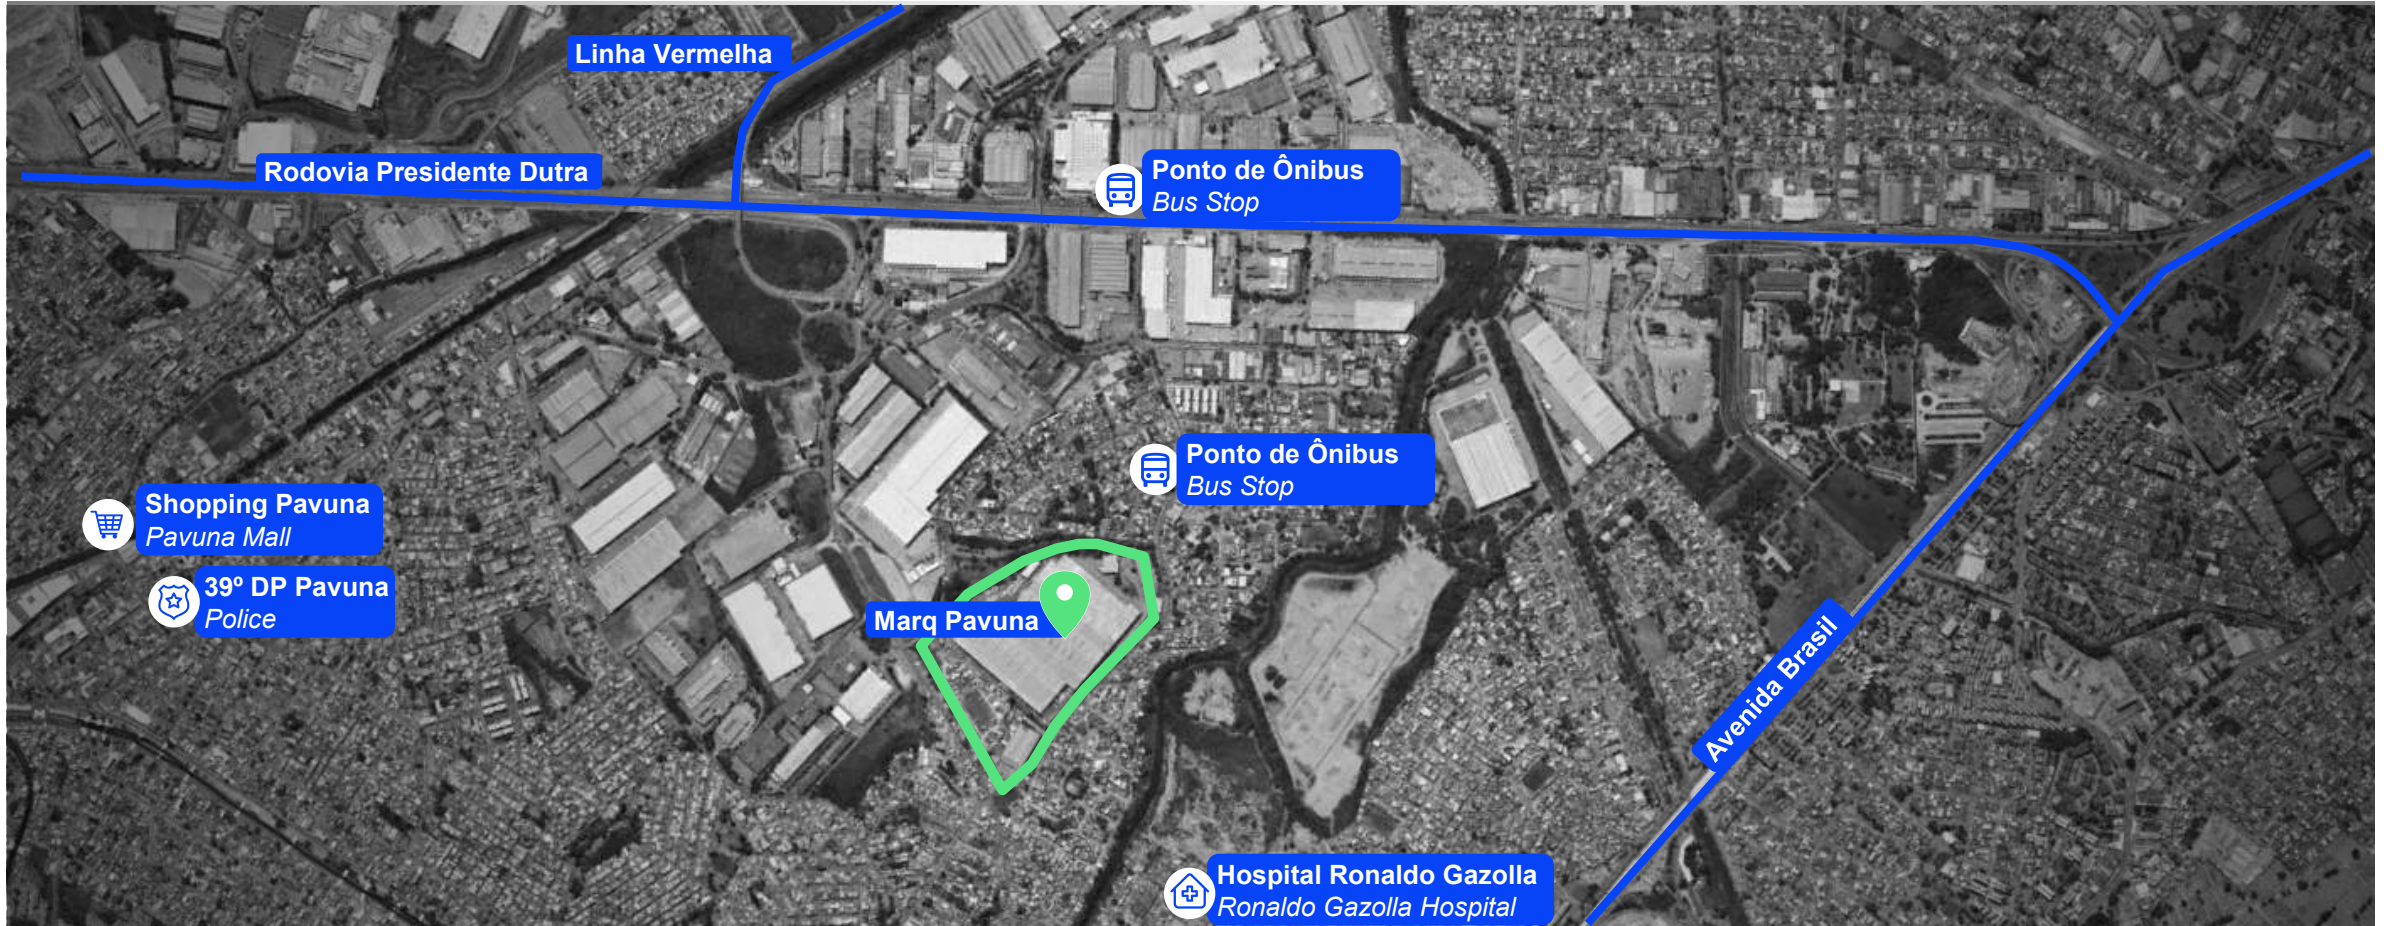 Linha Vermelha
Rodovia Presidente Dutra
Ponto de Ônibus
Bus Stop
Ponto de Ônibus
Bus Stop
Shopping Pavuna
Pavuna Mall
39º DP Pavuna
Police
Marq Pavuna
Avenida Brasil
Hospital Ronaldo Gazolla
Ronaldo Gazolla Hospital